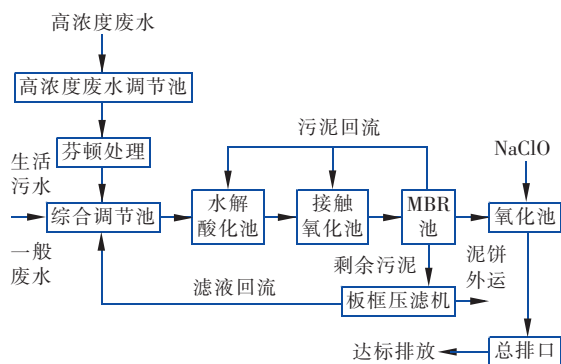 高浓度废水
高浓度废水调节池
芬顿处理
生活
污水
综合调节池
一般
废水
污泥回流
水解
酸化池
接触
氧化池
MBR
池
NaClO
氧化池
剩余污泥
泥饼
外运
滤液回流
板框压滤机
达标排放
总排口